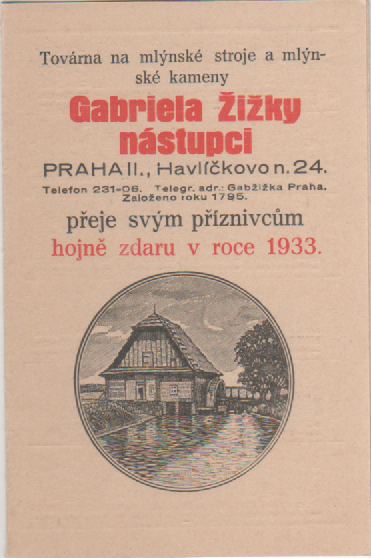 Továrna na mlýnské stroje a mlýn-
ské kameny
Gabriela Žižky
nástupci
PRAHA II., Havlíčkovo n. 24.
Telefon 231-06. Telegr. adr.: Gabžižka Praha.
Založeno roku 1795.
přeje svým příznivcům
hojně zdaru v roce 1933.